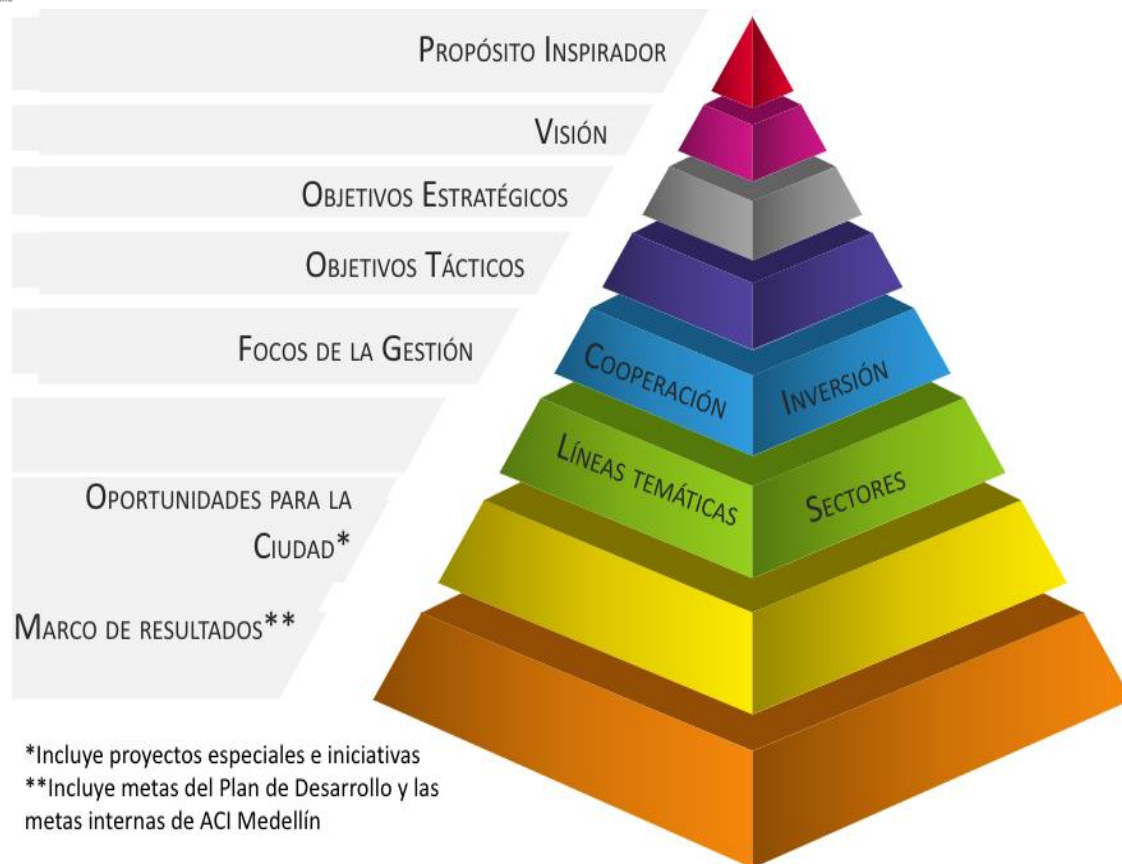 Propósito Inspirador
Visión
Objetivos Estratégicos
Objetivos Tácticos
Focos de la Gestión
Cooperación
Inversión
Líneas temáticas
Sectores
Oportunidades para la
Ciudad*
Marco de resultados**
*Incluye proyectos especiales e iniciativas
**Incluye metas del Plan de Desarrollo y las
metas internas de ACI Medellín